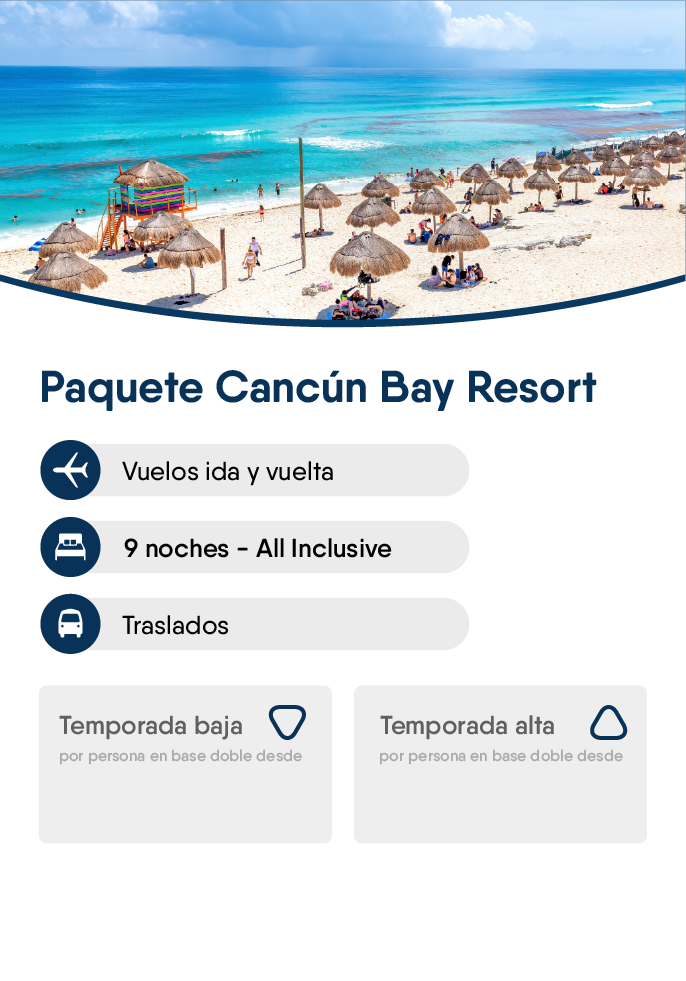 Paquete Cancún Bay Resort
Vuelos ida y vuelta
9 noches - All Inclusive
Traslados
Temporada baja
por persona en base doble desde
Temporada alta
por persona en base doble desde